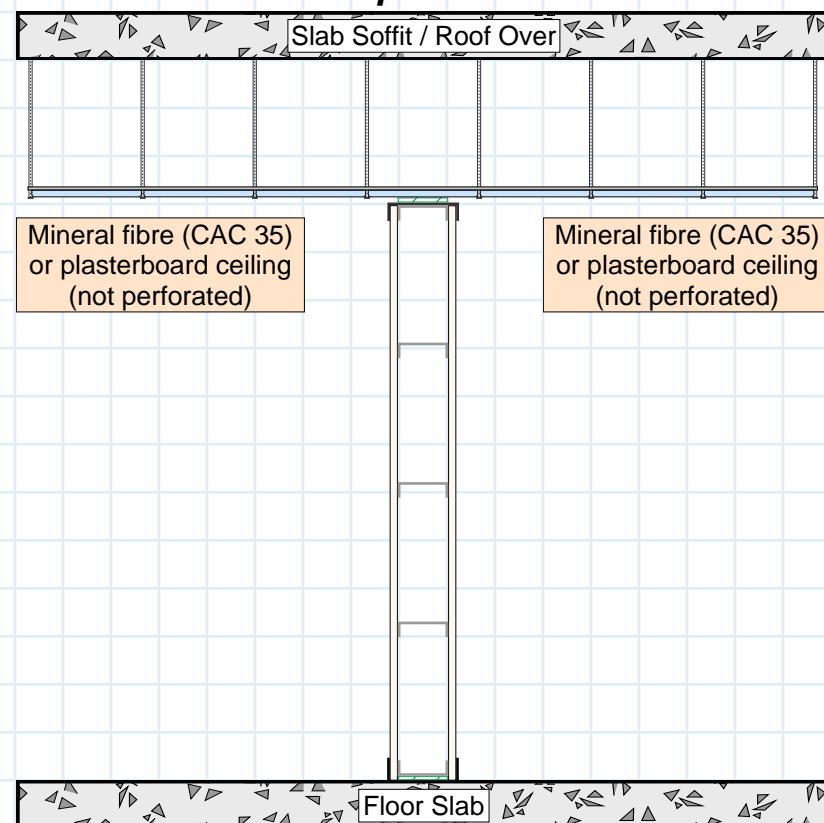 Slab Soffit / Roof Over
Mineral fibre (CAC 35)
or plasterboard ceiling
(not perforated)
Mineral fibre (CAC 35)
or plasterboard ceiling
(not perforated)
Floor Slab